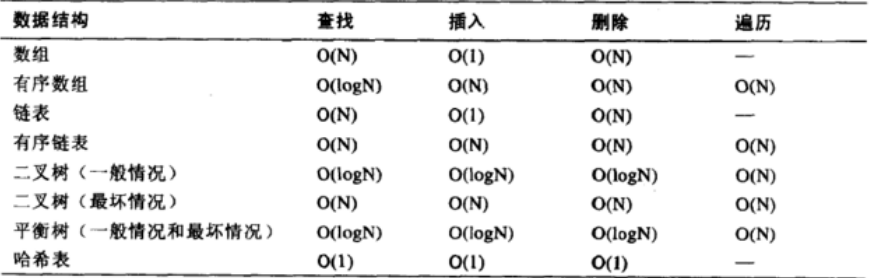 数据结构 查找 插入 删除 遍历
数组 O(N) O(1) O(N) —
有序数组 O(logN) O(N) O(N) O(N)
链表 O(N) O(1) O(N) —
有序链表 O(N) O(N) O(N) O(N)
二叉树（一般情况） O(logN) O(logN) O(logN) O(N)
二叉树（最坏情况） O(N) O(N) O(N) O(N)
平衡树（一般情况和最坏情况） O(logN) O(logN) O(logN) O(N)
哈希表 O(1) O(1) O(1) —